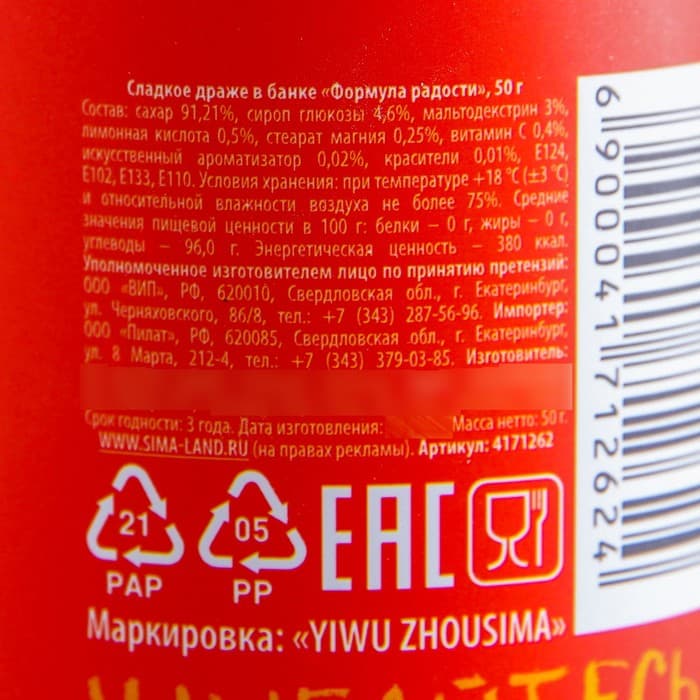 Сладкое драже в банке «Формула радости», 50 г
Состав: сахар 91,21%, сироп глюкозы 4,6%, мальтодекстрин 3%,
лимонная кислота 0,5%, стеарат магния 0,25%, витамин С 0,4%,
искусственный ароматизатор 0,02%, красители 0,01%, Е124,
Е102, Е133, Е110. Условия хранения: при температуре +18 °С (±3 °С)
и относительной влажности воздуха не более 75%. Средние
значения пищевой ценности в 100 г: белки – 0 г, жиры – 0 г,
углеводы – 96,0 г. Энергетическая ценность – 380 ккал.
Уполномоченное изготовителем лицо по принятию претензий:
ООО «ВИП», РФ, 620010, Свердловская обл., г. Екатеринбург,
ул. Черняховского, 86/8, тел.: +7 (343) 287-56-96. Импортер:
ООО «Пилат», РФ, 620085, Свердловская обл., г. Екатеринбург,
ул. 8 Марта, 212-4, тел.: +7 (343) 379-03-85. Изготовитель:
Срок годности: 3 года. Дата изготовления: Масса нетто: 50 г.
WWW.SIMA-LAND.RU (на правах рекламы). Артикул: 4171262
21
PAP
05
PP
EAC
Маркировка: «YIWU ZHOUSIMA»
6 900041 712624